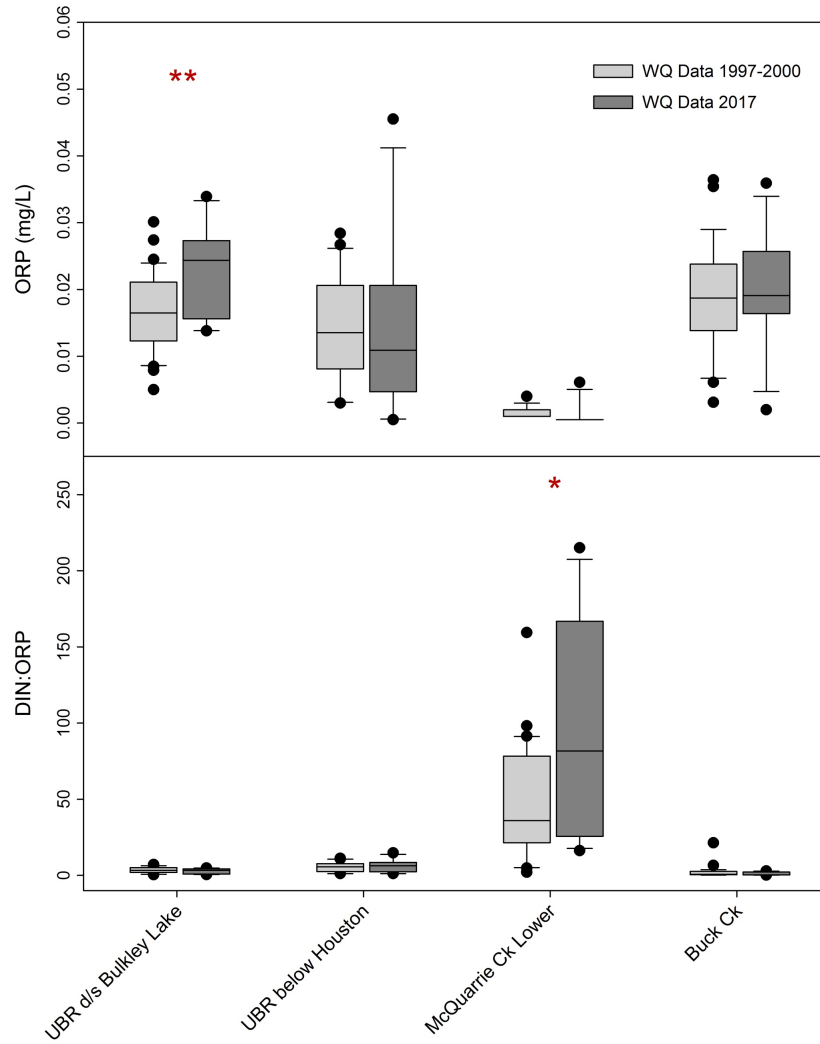 0.06
0.05
0.04
0.03
0.02
0.01
0.00
ORP (mg/L)
**
WQ Data 1997-2000
WQ Data 2017
250
200
150
100
50
0
DIN:ORP
*
UBR d/s Bulkley Lake
UBR below Houston
McQuarrie Ck Lower
Buck Ck